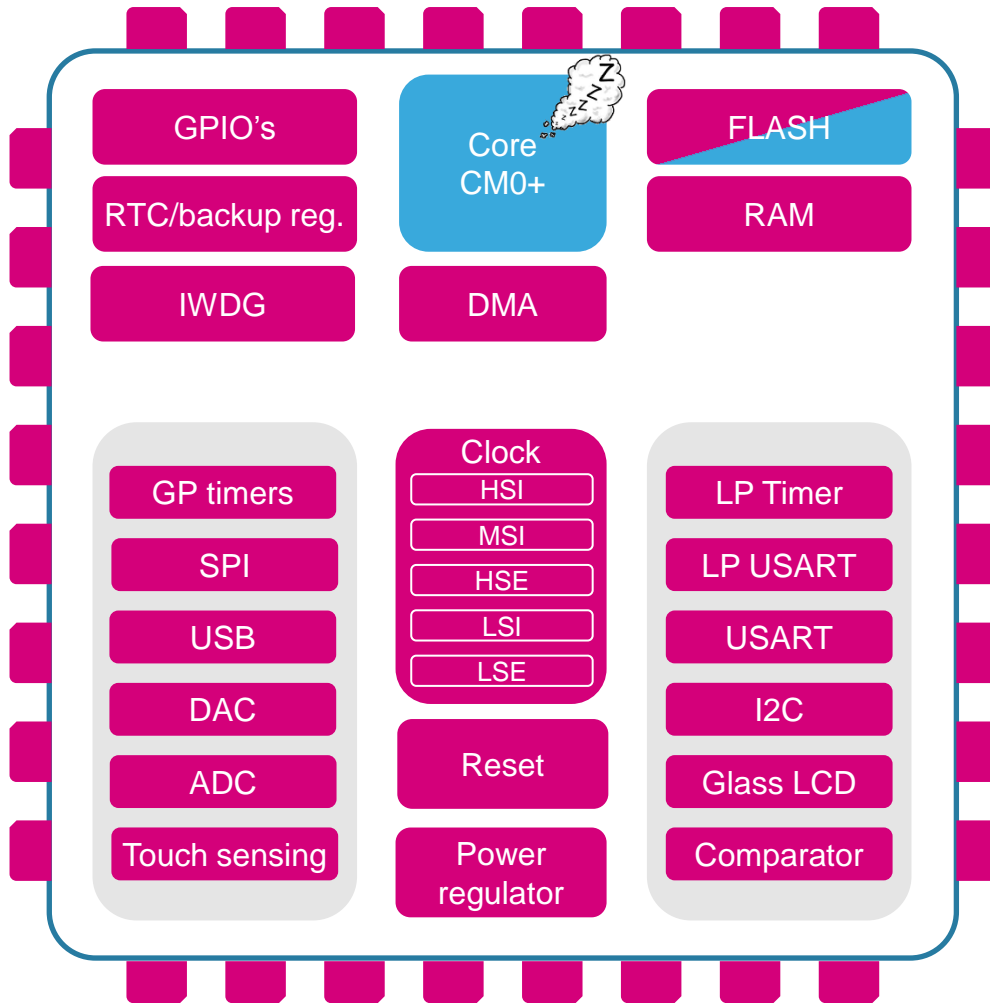 GPIO's
RTC/backup reg.
IWDG
z z z Z Z
Core
CM0+
DMA
FLASH
RAM
GP timers
SPI
USB
DAC
ADC
Touch sensing
Clock
HSI
MSI
HSE
LSI
LSE
Reset
Power
regulator
LP Timer
LP USART
USART
I2C
Glass LCD
Comparator